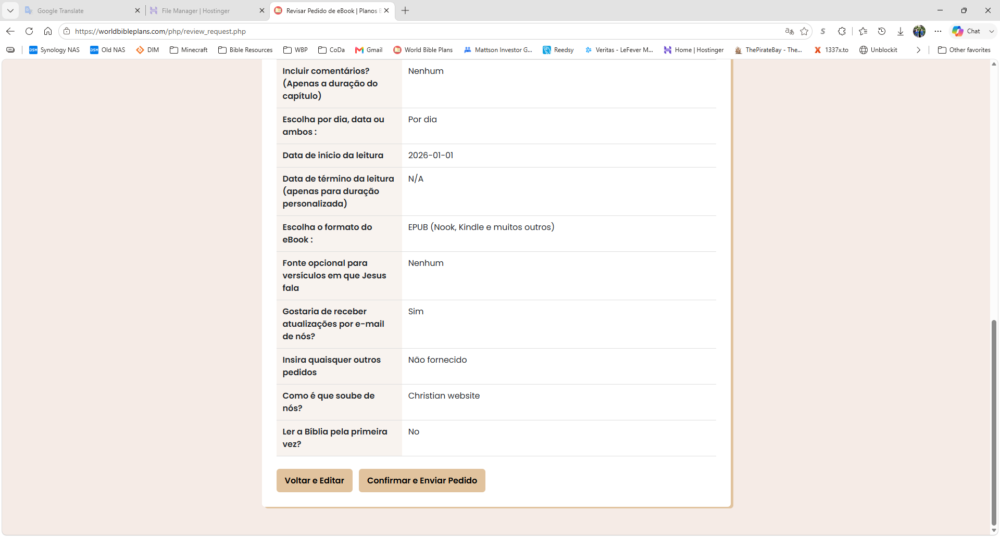 Google Translate
File Manager | Hostinger
Revisar Pedido de eBook | Planos
https://worldbibleplans.com/php/review_request.php
Chat
Synology NAS
Old NAS
DIM
Minecraft
Bible Resources
WBP
CoDa
Gmail
World Bible Plans
Mattson Investor G...
Reedsy
Veritas - LeFever M...
Home | Hostinger
ThePirateBay - The...
1337x.to
Unblockit
Other favorites
Incluir comentários?
(Apenas a duração do
capítulo)
Nenhum
Escolha por dia, data ou
ambos :
Por dia
Data de início da leitura
2026-01-01
Data de término da leitura
(apenas para duração
personalizada)
N/A
Escolha o formato do
eBook :
EPUB (Nook, Kindle e muitos outros)
Fonte opcional para
versículos em que Jesus
fala
Nenhum
Gostaria de receber
atualizações por e-mail
de nós?
Sim
Insira quaisquer outros
pedidos
Não fornecido
Como é que soube de
nós?
Christian website
Ler a Bíblia pela primeira
vez?
No
Voltar e Editar
Confirmar e Enviar Pedido